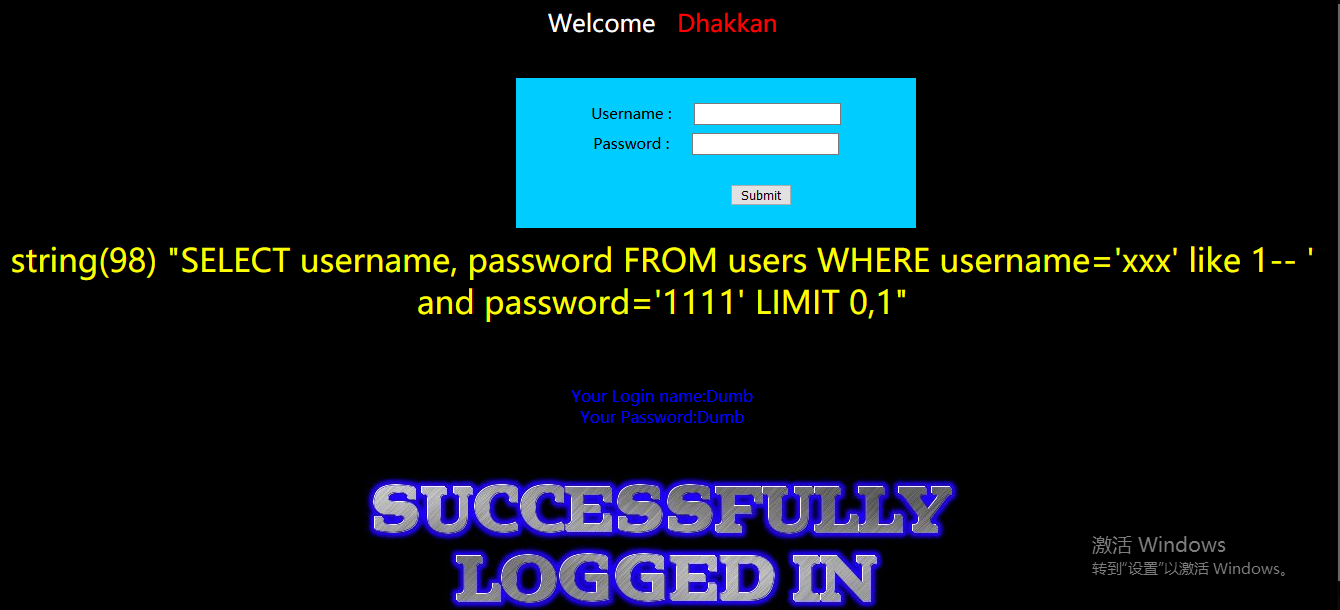 Welcome Dhakkan
Username :
Password :
Submit
string(98) "SELECT username, password FROM users WHERE username='xxx' like 1-- '
and password='1111' LIMIT 0,1"
Your Login name:Dumb
Your Password:Dumb
SUCCESSFULLY
LOGGED IN
激活 Windows
转到“设置”以激活 Windows。